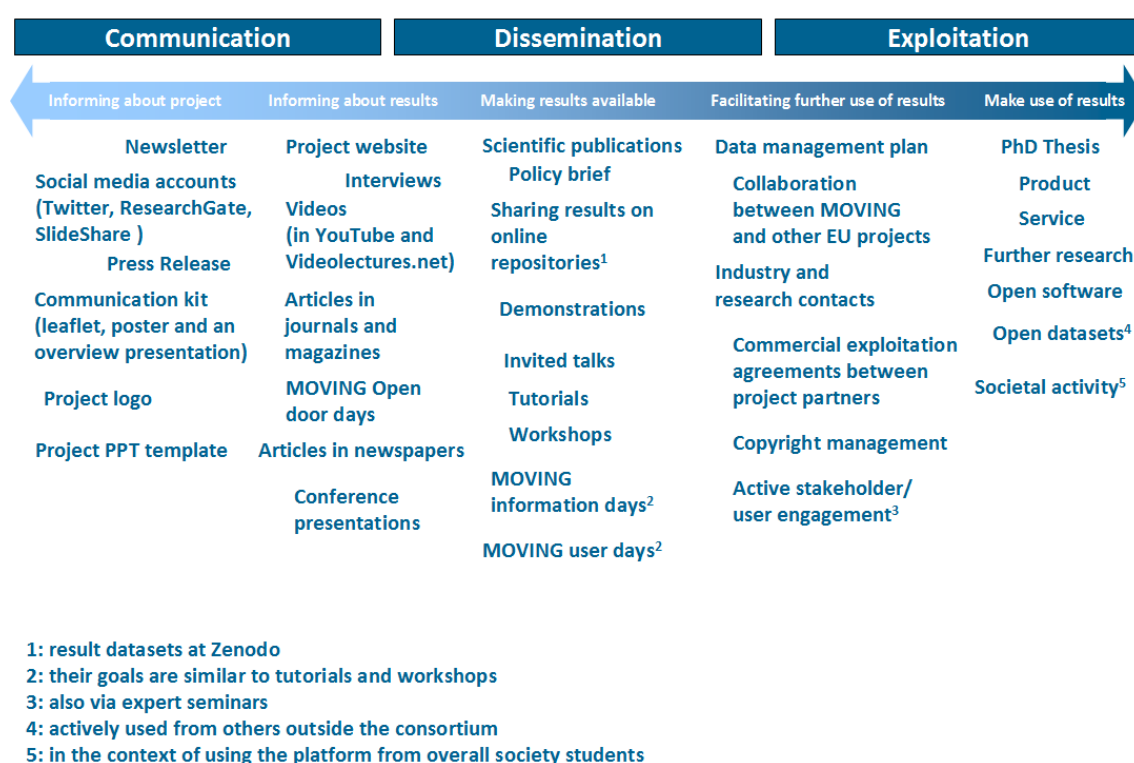 Communication
Dissemination
Exploitation
Informing about project
Informing about results
Making results available
Facilitating further use of results
Make use of results
Newsletter
Social media accounts
(Twitter, ResearchGate,
SlideShare )
Press Release
Communication kit
(leaflet, poster and an
overview presentation)
Project logo
Project PPT template
Project website
Interviews
Videos
(in YouTube and
Videolectures.net)
Articles in
journals and
magazines
MOVING Open
door days
Articles in newspapers
Conference
presentations
Scientific publications
Policy brief
Sharing results on
online
repositories¹
Demonstrations
Invited talks
Tutorials
Workshops
MOVING
information days²
MOVING user days²
Data management plan
Collaboration
between MOVING
and other EU projects
Industry and
research contacts
Commercial exploitation
agreements between
project partners
Copyright management
Active stakeholder/
user engagement³
PhD Thesis
Product
Service
Further research
Open software
Open datasets⁴
Societal activity⁵
1: result datasets at Zenodo
2: their goals are similar to tutorials and workshops
3: also via expert seminars
4: actively used from others outside the consortium
5: in the context of using the platform from overall society students